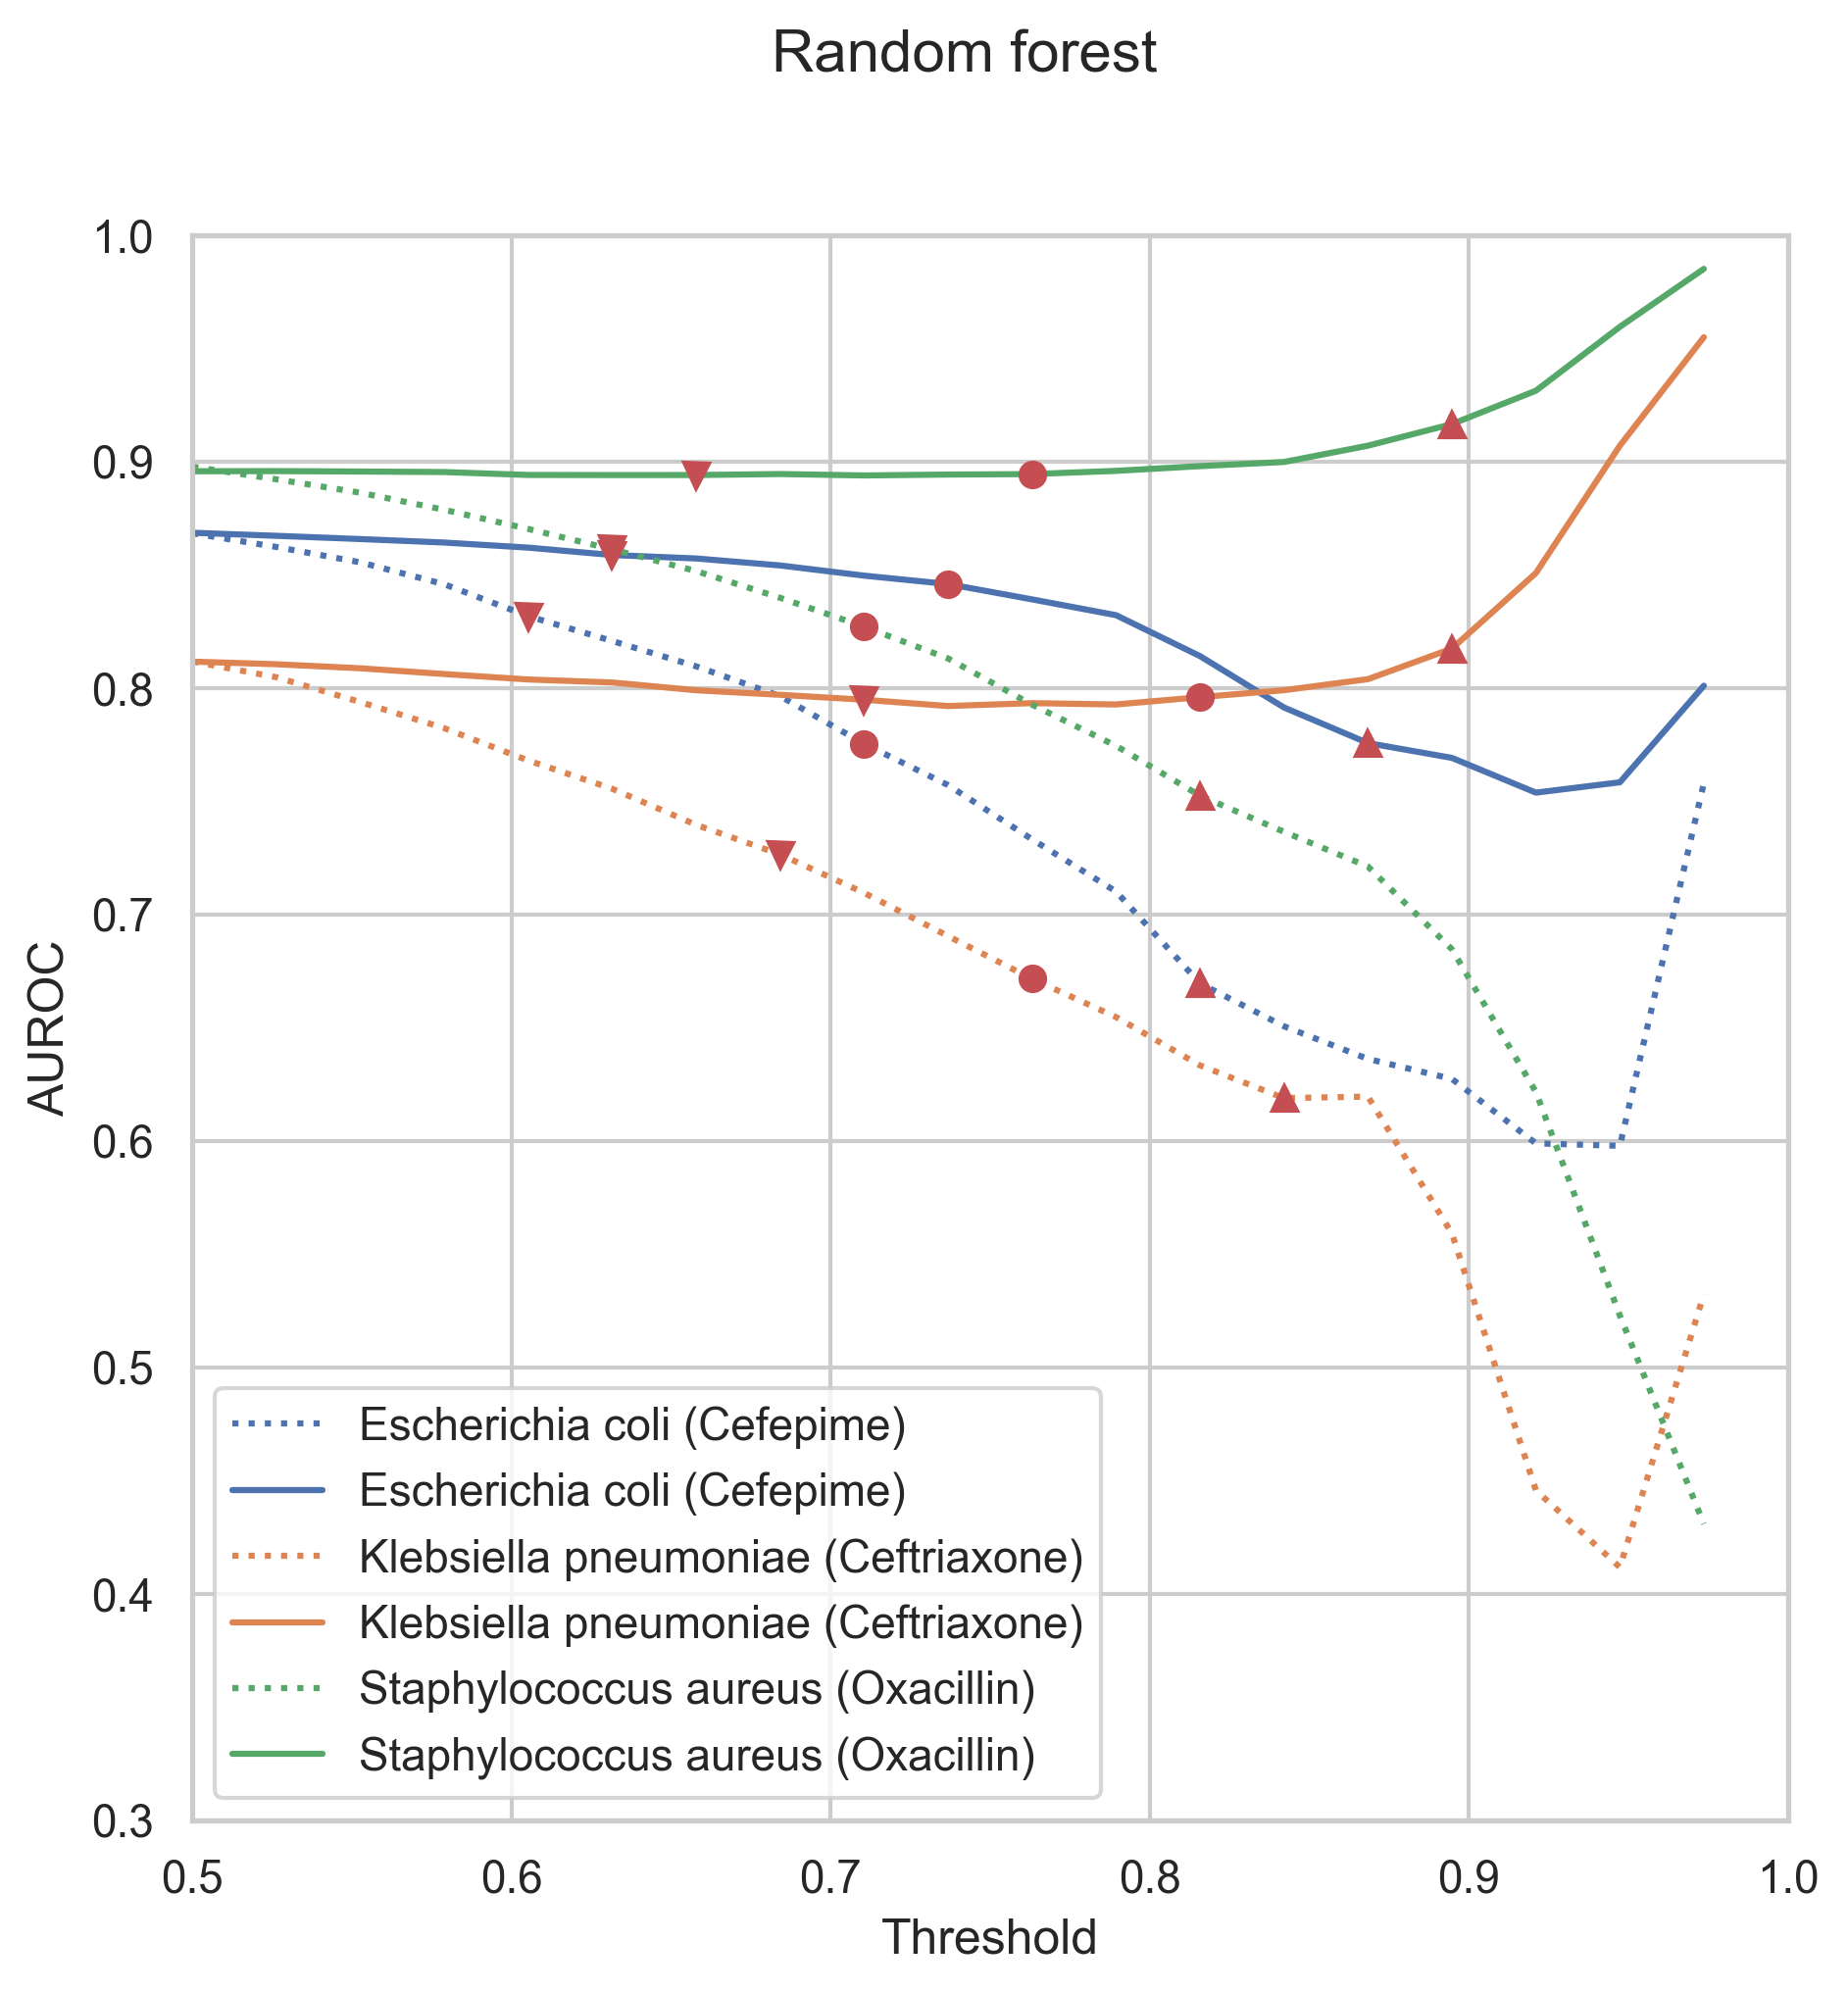 Random forest
1.0
0.9
0.8
0.7
0.6
0.5
0.4
0.3
AUROC
Escherichia coli (Cefepime)
Escherichia coli (Cefepime)
Klebsiella pneumoniae (Ceftriaxone)
Klebsiella pneumoniae (Ceftriaxone)
Staphylococcus aureus (Oxacillin)
Staphylococcus aureus (Oxacillin)
0.5 0.6 0.7 0.8 0.9 1.0
Threshold